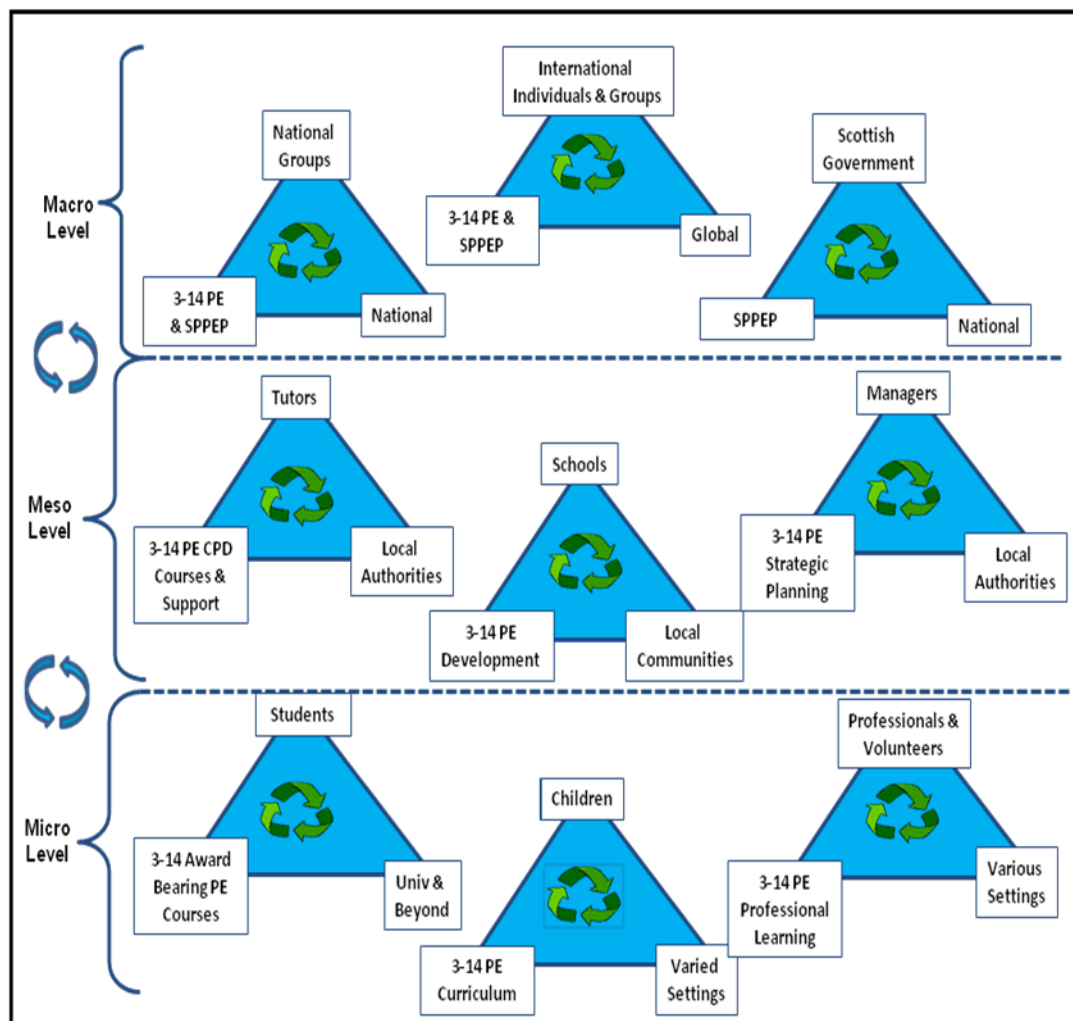 Macro
Level
International
Individuals & Groups
National
Groups
Scottish
Government
3-14 PE &
SPPEP
Global
3-14 PE
& SPPEP
National
SPPEP
National
Meso
Level
Tutors
Managers
Schools
3-14 PE CPD
Courses &
Support
Local
Authorities
3-14 PE
Strategic
Planning
Local
Authorities
3-14 PE
Development
Local
Communities
Micro
Level
Students
Professionals &
Volunteers
Children
3-14 Award
Bearing PE
Courses
Univ &
Beyond
3-14 PE
Professional
Learning
Various
Settings
3-14 PE
Curriculum
Varied
Settings